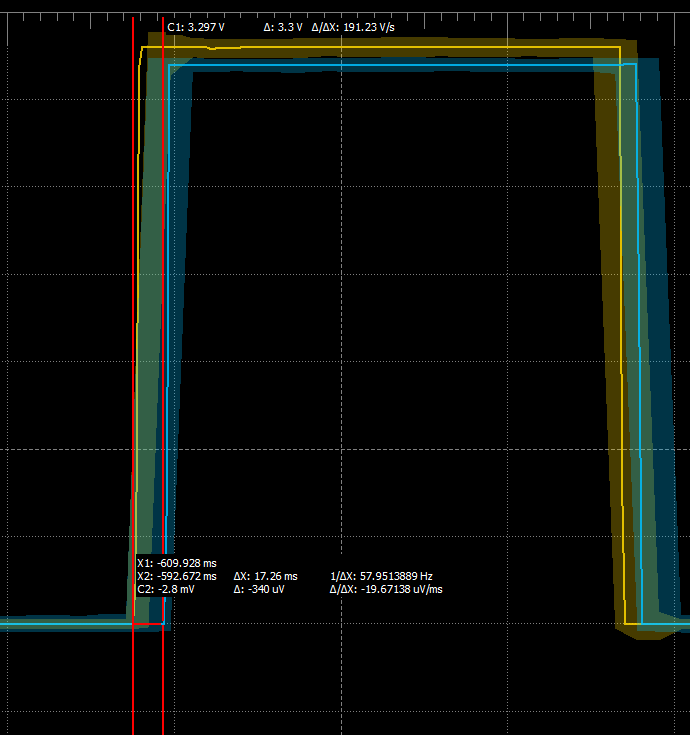 C1: 3.297 V Δ: 3.3 V Δ/ΔX: 191.23 V/s
X1: -609.928 ms
X2: -592.672 ms ΔX: 17.26 ms 1/ΔX: 57.9513889 Hz
C2: -2.8 mV Δ: -340 uV Δ/ΔX: -19.67138 uV/ms